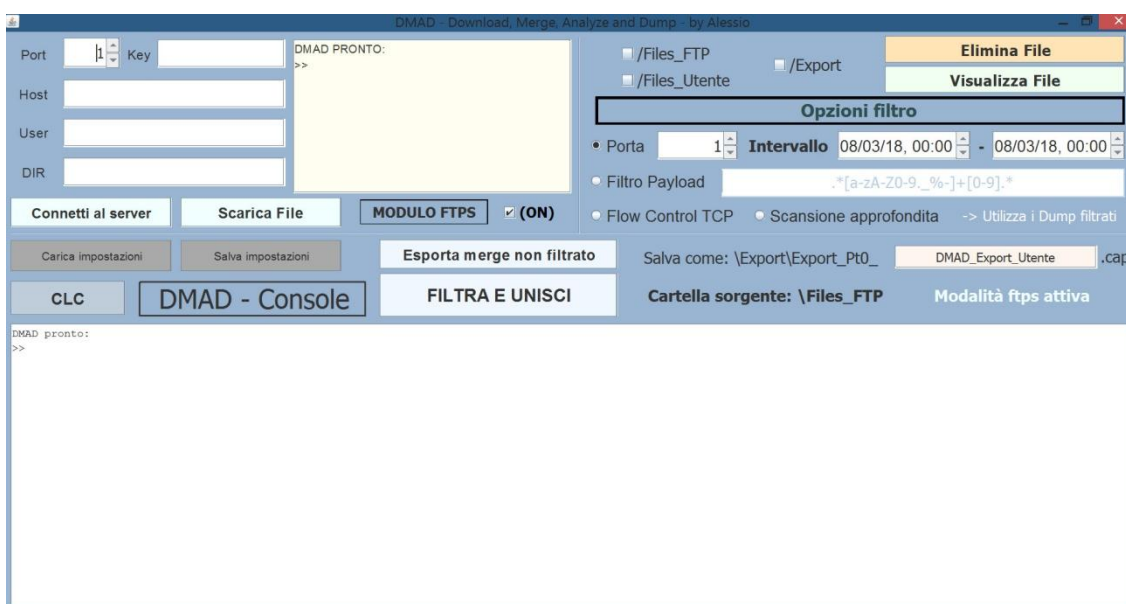 DMAD - Download, Merge, Analyze and Dump - by Alessio
Port 1 Key
DMAD PRONTO:
>>
/Files_FTP
/Export
/Files_Utente
Elimina File
Visualizza File
Host
User
DIR
Opzioni filtro
Porta 1 Intervallo 08/03/18, 00:00 - 08/03/18, 00:00
Filtro Payload .*[a-zA-Z0-9._%-]+[0-9].*
Connetti al server Scarica File MODULO FTPS (ON)
Flow Control TCP Scansione approfondita -> Utilizza i Dump filtrati
Carica impostazioni Salva impostazioni Esporta merge non filtrato
Salva come: \Export\Export_Pt0_ DMAD_Export_Utente .cap
CLC DMAD - Console FILTRA E UNISCI
Cartella sorgente: \Files_FTP Modalità ftps attiva
DMAD pronto:
>>